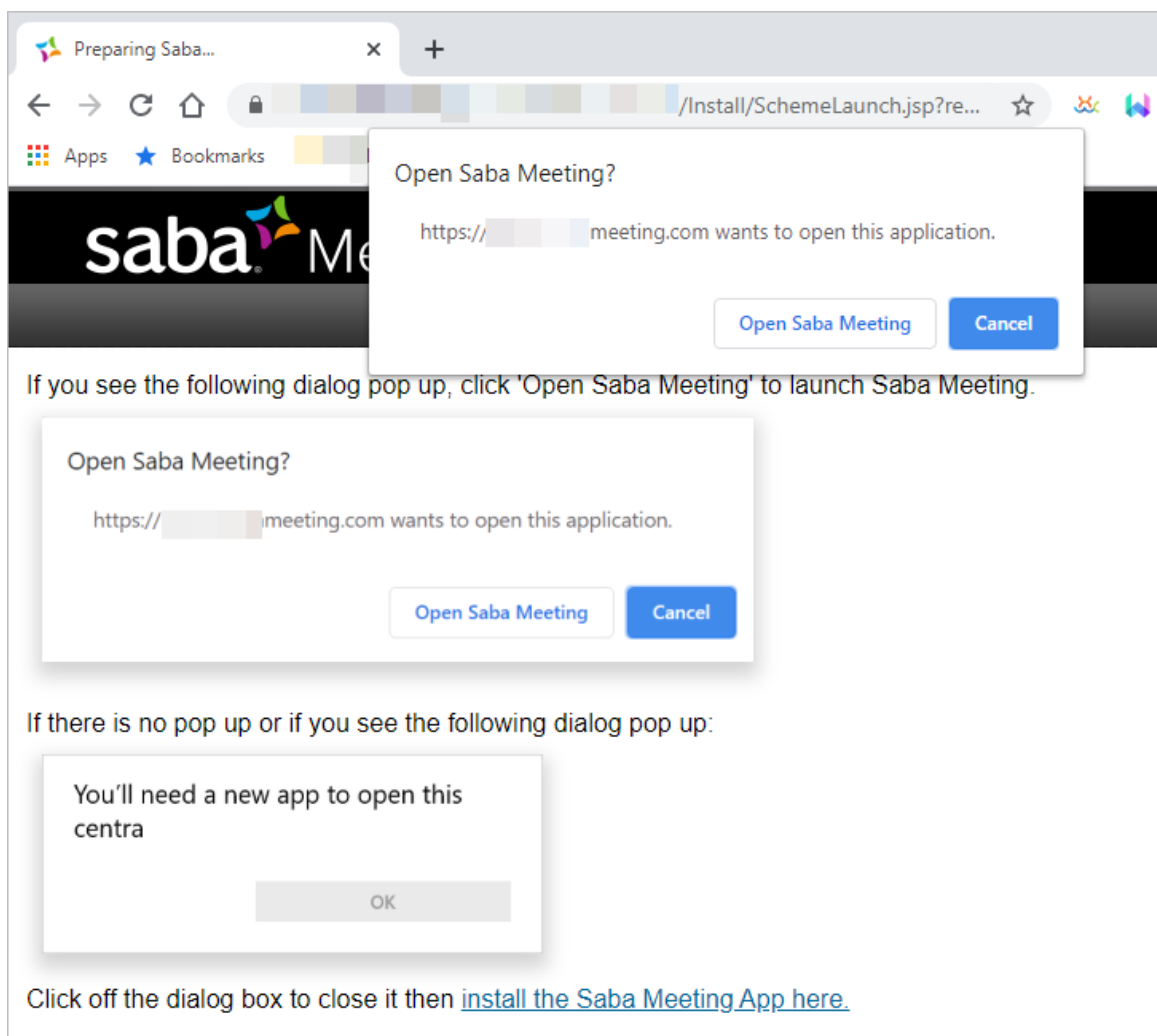 Preparing Saba...
/Install/SchemeLaunch.jsp?re...
Apps
Bookmarks
Open Saba Meeting?
https:// meeting.com wants to open this application.
Open Saba Meeting
Cancel
saba
If you see the following dialog pop up, click 'Open Saba Meeting' to launch Saba Meeting.
Open Saba Meeting?
https:// meeting.com wants to open this application.
Open Saba Meeting
Cancel
If there is no pop up or if you see the following dialog pop up:
You'll need a new app to open this
centra
OK
Click off the dialog box to close it then install the Saba Meeting App here.